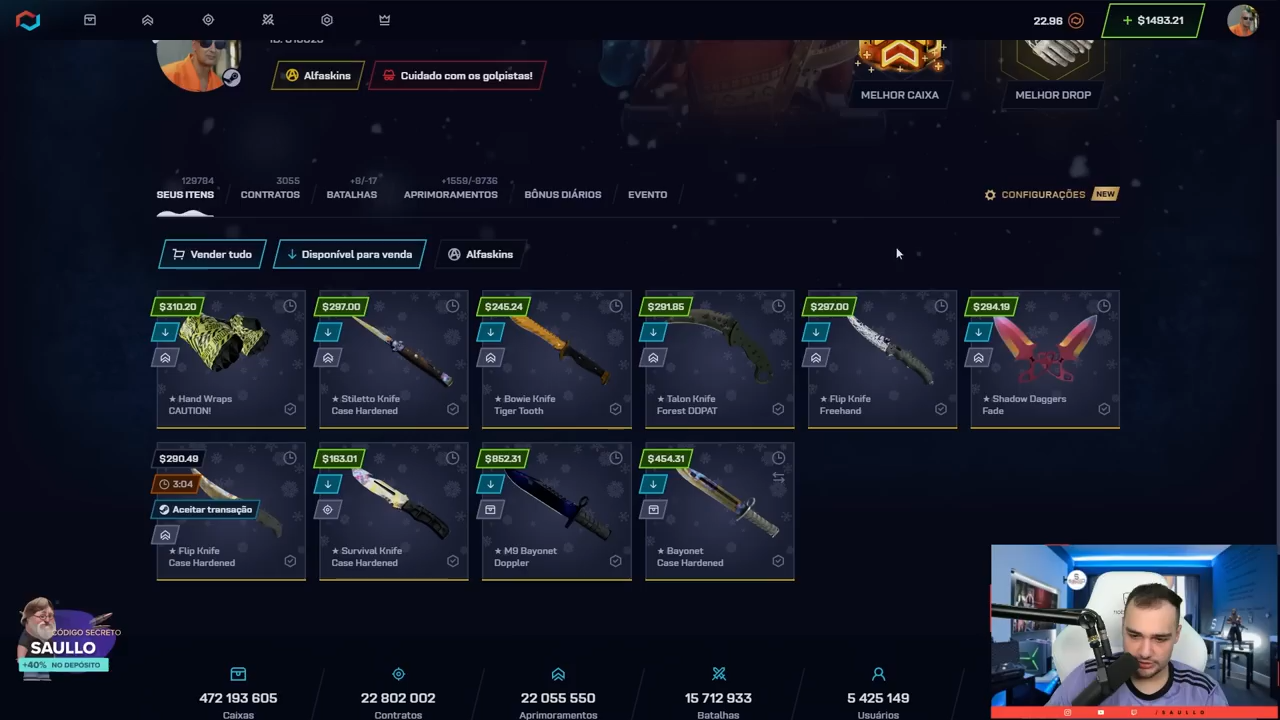 22.98
+ $1493.21
Alfaskins
Cuidado com os golpistas!
MELHOR CAIXA
MELHOR DROP
129794
SEUS ITENS
3055
CONTRATOS
+9/-17
BATALHAS
+1559/-8736
APRIMORAMENTOS
BÔNUS DIÁRIOS
EVENTO
CONFIGURAÇÕES
NEW
Vender tudo
Disponível para venda
Alfaskins
$310.20
★ Hand Wraps
CAUTION!
$297.00
★ Stiletto Knife
Case Hardened
$245.24
★ Bowie Knife
Tiger Tooth
$291.85
★ Talon Knife
Forest DDPAT
$297.00
★ Flip Knife
Freehand
$294.19
★ Shadow Daggers
Fade
$290.49
3:04
Aceitar transação
★ Flip Knife
Case Hardened
$163.01
★ Survival Knife
Case Hardened
$852.31
★ M9 Bayonet
Doppler
$454.31
★ Bayonet
Case Hardened
CÓDIGO SECRETO
SAULLO
+40% NO DEPÓSITO
472 193 605
Caixas
22 802 002
Contratos
22 055 550
Aprimoramentos
15 712 933
Batalhas
5 425 149
Usuários
/SAULLO